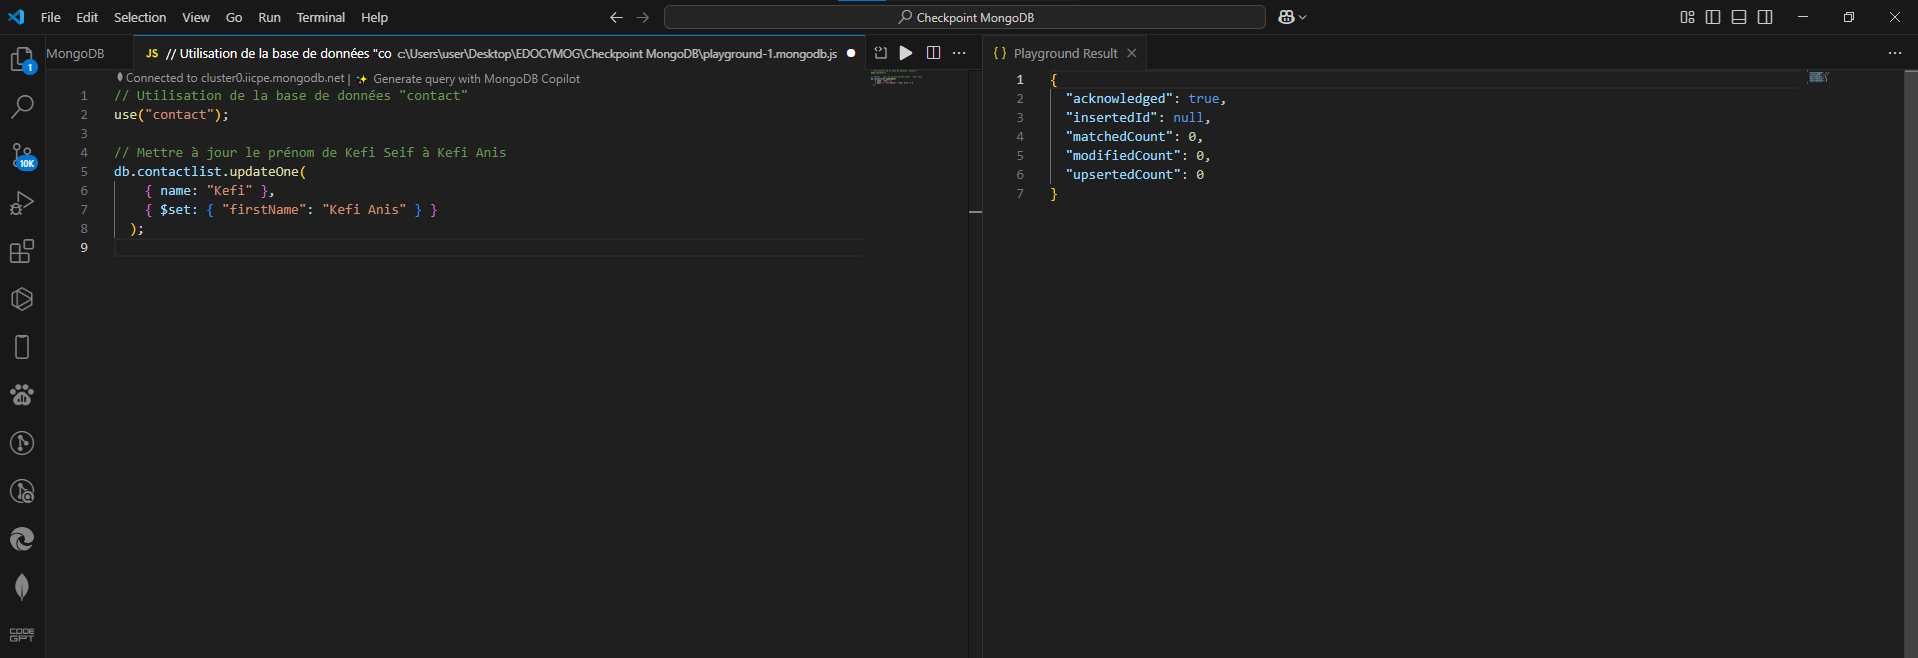 File Edit Selection View Go Run Terminal Help
Checkpoint MongoDB
1
10K
CODE
GPT
MongoDB
JS // Utilisation de la base de données "co c:\Users\user\Desktop\EDOCYMOG\Checkpoint MongoDB\playground-1.mongodb.js
Connected to cluster0.iicpe.mongodb.net | ✨ Generate query with MongoDB Copilot
1 // Utilisation de la base de données "contact"
2 use("contact");
3
4 // Mettre à jour le prénom de Kefi Seif à Kefi Anis
5 db.contactlist.updateOne(
6 { name: "Kefi" },
7 { $set: { "firstName": "Kefi Anis" } }
8 );
9
{} Playground Result
1 {
2 "acknowledged": true,
3 "insertedId": null,
4 "matchedCount": 0,
5 "modifiedCount": 0,
6 "upsertedCount": 0
7 }